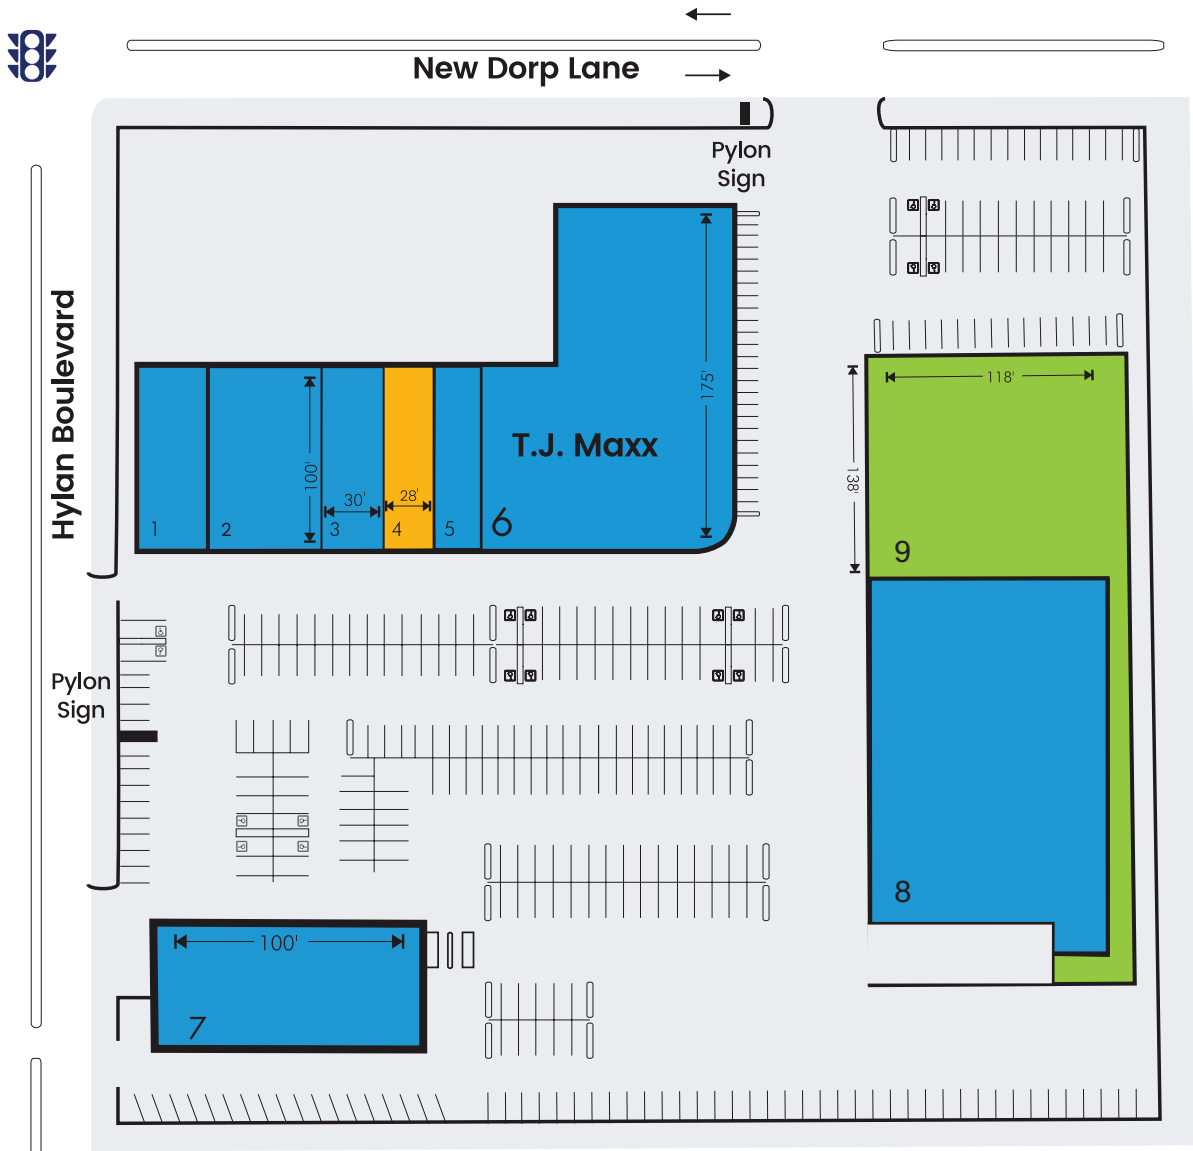 New Dorp Lane
Pylon
Sign
Hylan Boulevard
175'
118'
T.J. Maxx
100'
138'
30'
28'
1
2
3
4
5
6
9
Pylon
Sign
8
100'
7